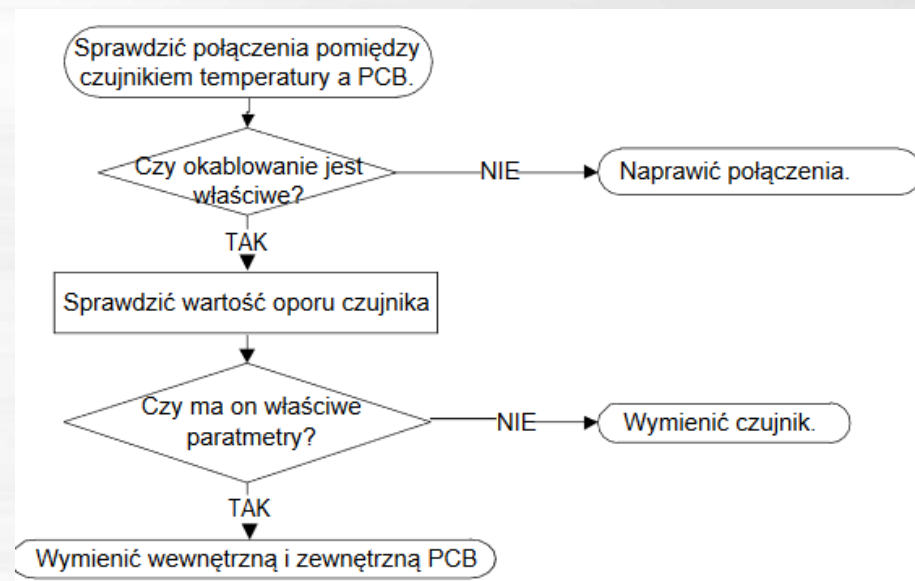 Sprawdzić połączenia pomiędzy
czujnikiem temperatury a PCB.
Czy okablowanie jest
właściwe?
NIE
Naprawić połączenia.
TAK
Sprawdzić wartość oporu czujnika
Czy ma on właściwe
paratmetry?
NIE
Wymienić czujnik.
TAK
Wymienić wewnętrzną i zewnętrzną PCB